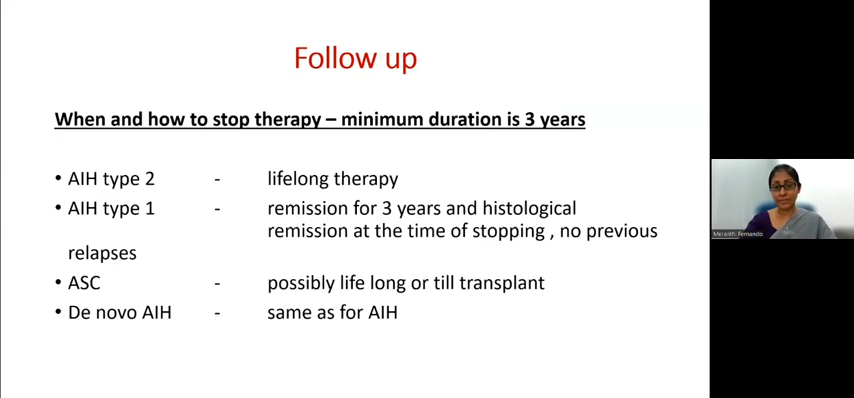 Follow up
When and how to stop therapy – minimum duration is 3 years
• AIH type 2 - lifelong therapy
• AIH type 1 - remission for 3 years and histological
remission at the time of stopping , no previous
relapses
• ASC - possibly life long or till transplant
• De novo AIH - same as for AIH
Meranthi Fernando